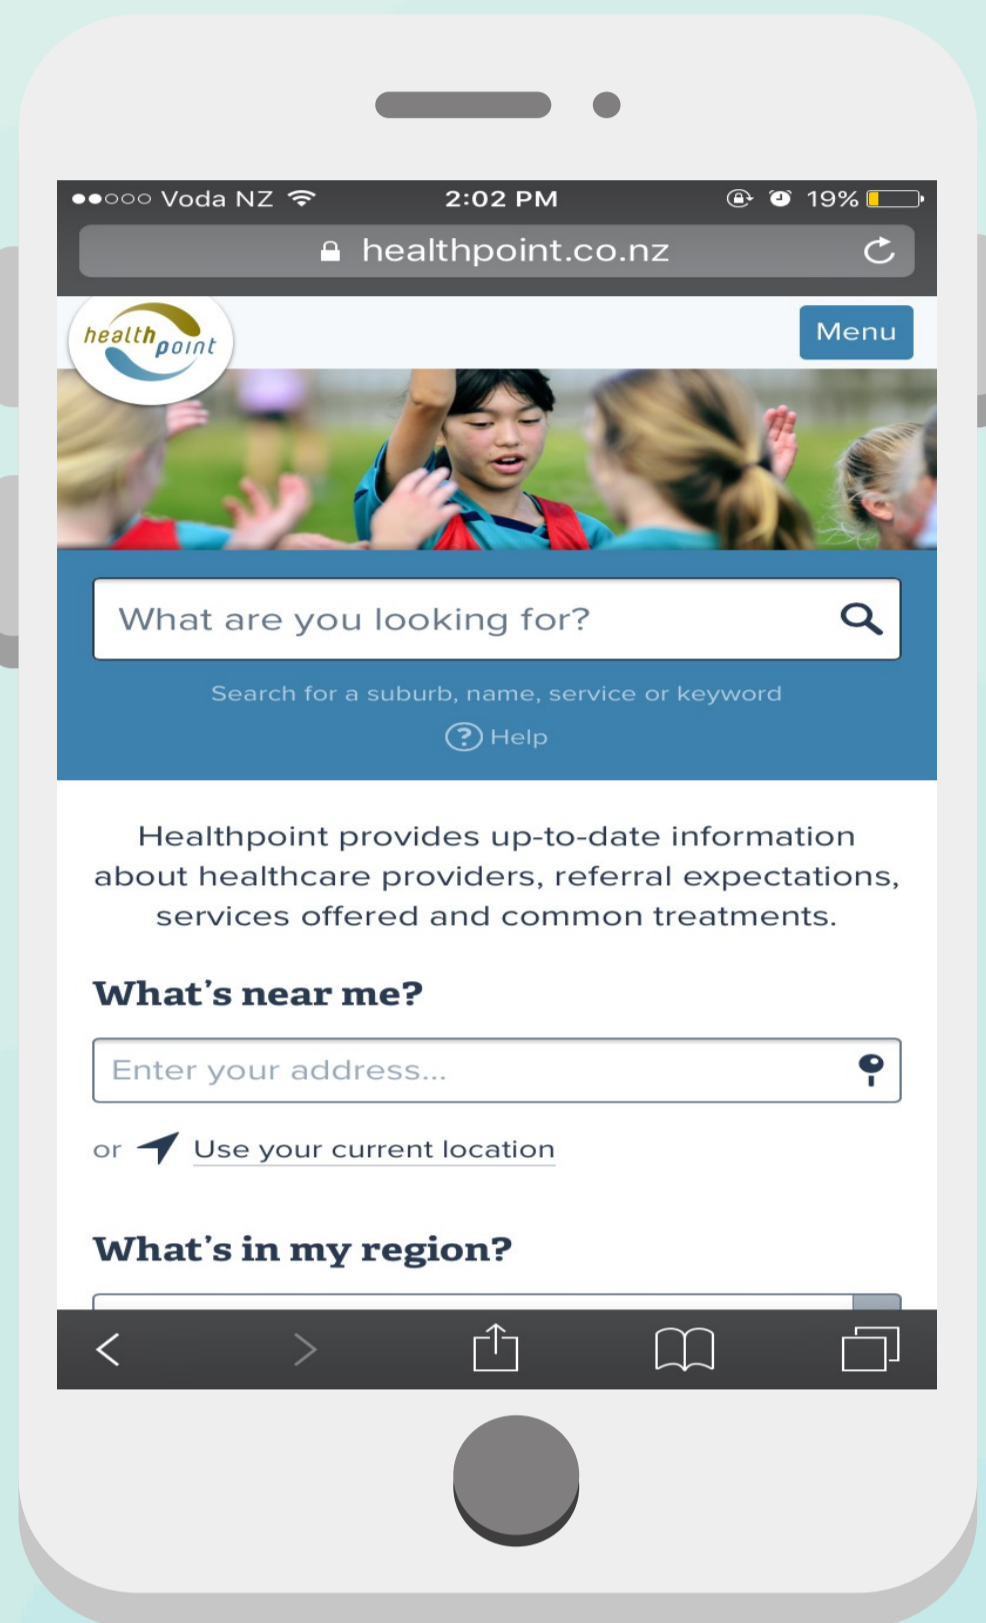 Voda NZ 2:02 PM 19%
healthpoint.co.nz
health point
Menu
What are you looking for?
Search for a suburb, name, service or keyword
? Help
Healthpoint provides up-to-date information
about healthcare providers, referral expectations,
services offered and common treatments.
What's near me?
Enter your address...
or Use your current location
What's in my region?